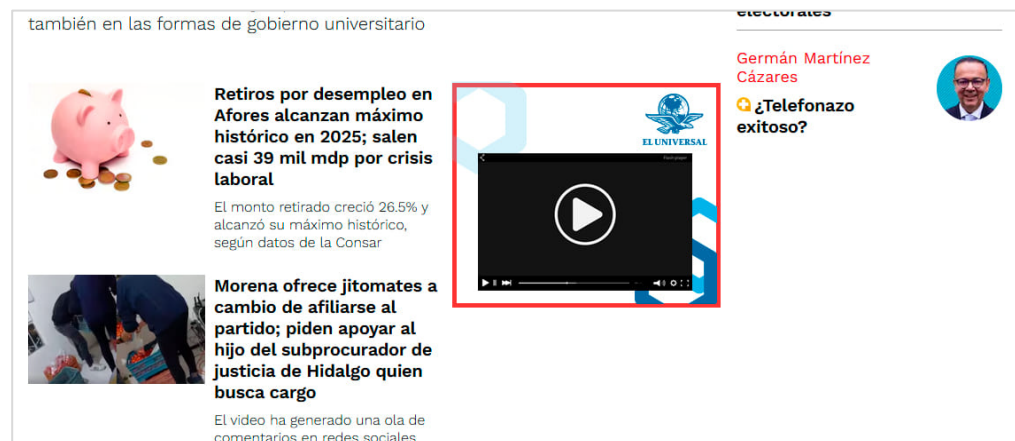 también en las formas de gobierno universitario
Retiros por desempleo en
Afores alcanzan máximo
histórico en 2025; salen
casi 39 mil mdp por crisis
laboral
El monto retirado creció 26.5% y
alcanzó su máximo histórico,
según datos de la Consar
Morena ofrece jitomates a
cambio de afiliarse al
partido; piden apoyar al
hijo del subprocurador de
justicia de Hidalgo quien
busca cargo
El video ha generado una ola de
comentarios en redes sociales
EL UNIVERSAL
Flash player
electorales
Germán Martínez
Cázares
¿Telefonazo
exitoso?